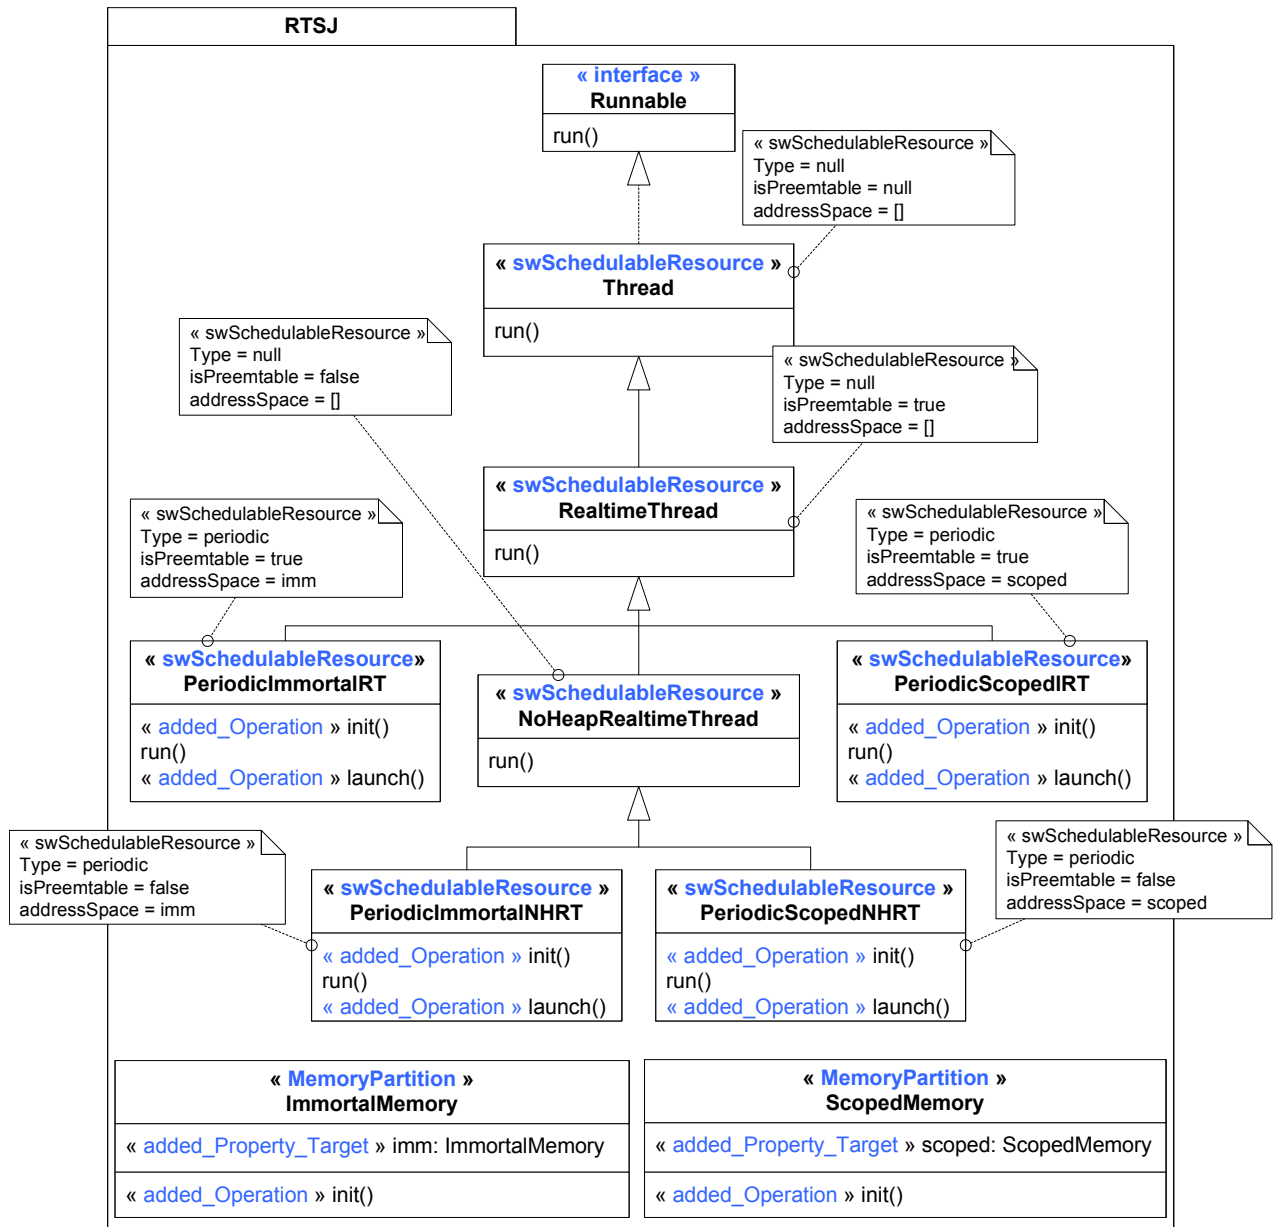 RTSJ
« interface »
Runnable
run()
« swSchedulableResource »
Type = null
isPreemtable = null
addressSpace = []
« swSchedulableResource »
Thread
run()
« swSchedulableResource »
Type = null
isPreemtable = false
addressSpace = []
« swSchedulableResource »
Type = null
isPreemtable = true
addressSpace = []
« swSchedulableResource »
RealtimeThread
run()
« swSchedulableResource »
Type = periodic
isPreemtable = true
addressSpace = imm
« swSchedulableResource »
Type = periodic
isPreemtable = true
addressSpace = scoped
« swSchedulableResource»
PeriodicImmortalRT
« added_Operation » init()
run()
« added_Operation » launch()
« swSchedulableResource »
NoHeapRealtimeThread
run()
« swSchedulableResource»
PeriodicScopedIRT
« added_Operation » init()
run()
« added_Operation » launch()
« swSchedulableResource »
Type = periodic
isPreemtable = false
addressSpace = imm
« swSchedulableResource »
PeriodicImmortalNHRT
« added_Operation » init()
run()
« added_Operation » launch()
« swSchedulableResource »
PeriodicScopedNHRT
« added_Operation » init()
run()
« added_Operation » launch()
« swSchedulableResource »
Type = periodic
isPreemtable = false
addressSpace = scoped
« MemoryPartition »
ImmortalMemory
« added_Property_Target » imm: ImmortalMemory
« added_Operation » init()
« MemoryPartition »
ScopedMemory
« added_Property_Target » scoped: ScopedMemory
« added_Operation » init()